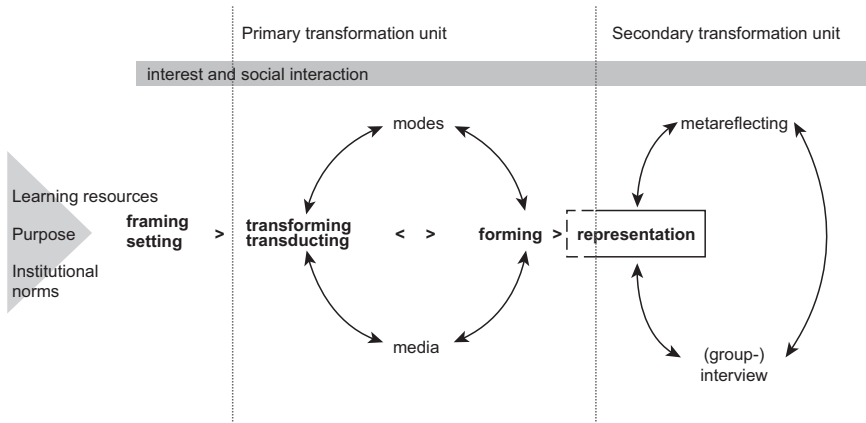 Primary transformation unit
Secondary transformation unit
interest and social interaction
modes
metareflecting
Learning resources
Purpose
Institutional
norms
framing
setting
>
transforming
transducting
< >
forming
>
representation
media
(group-)
interview